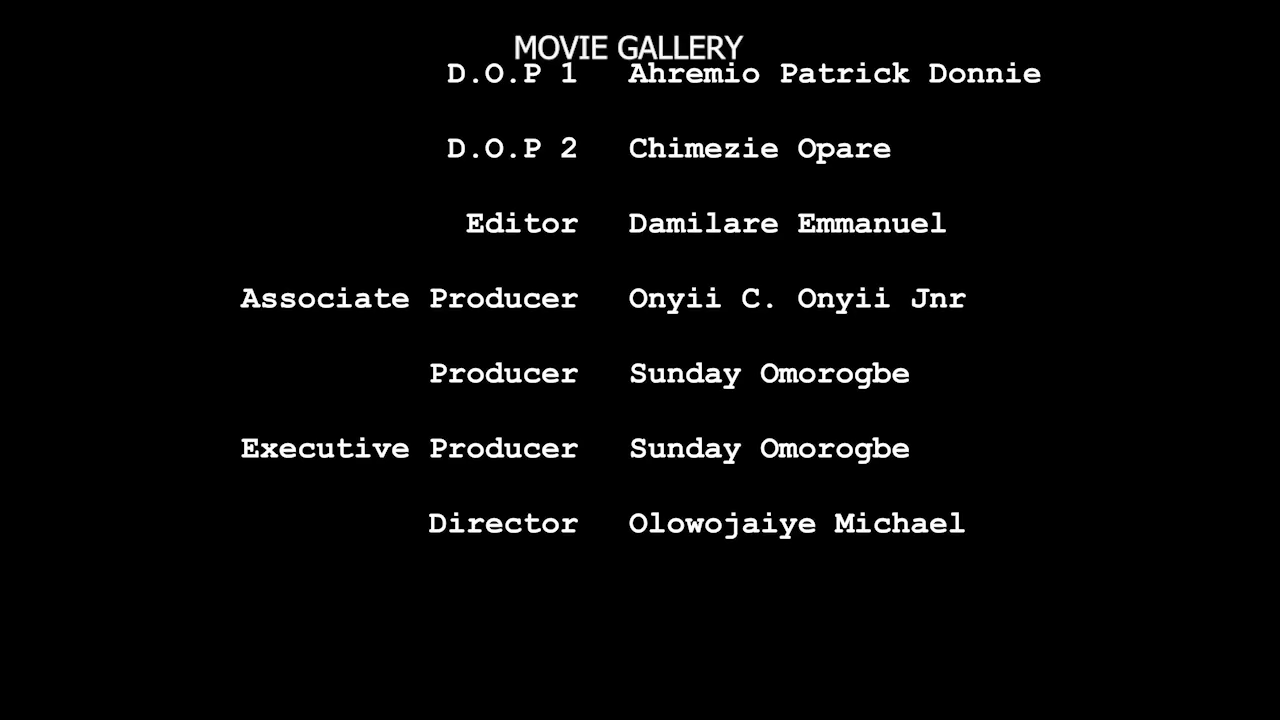 MOVIE GALLERY
D.O.P 1 Ahremio Patrick Donnie
D.O.P 2 Chimezie Opare
Editor Damilare Emmanuel
Associate Producer Onyii C. Onyii Jnr
Producer Sunday Omorogbe
Executive Producer Sunday Omorogbe
Director Olowojaiye Michael